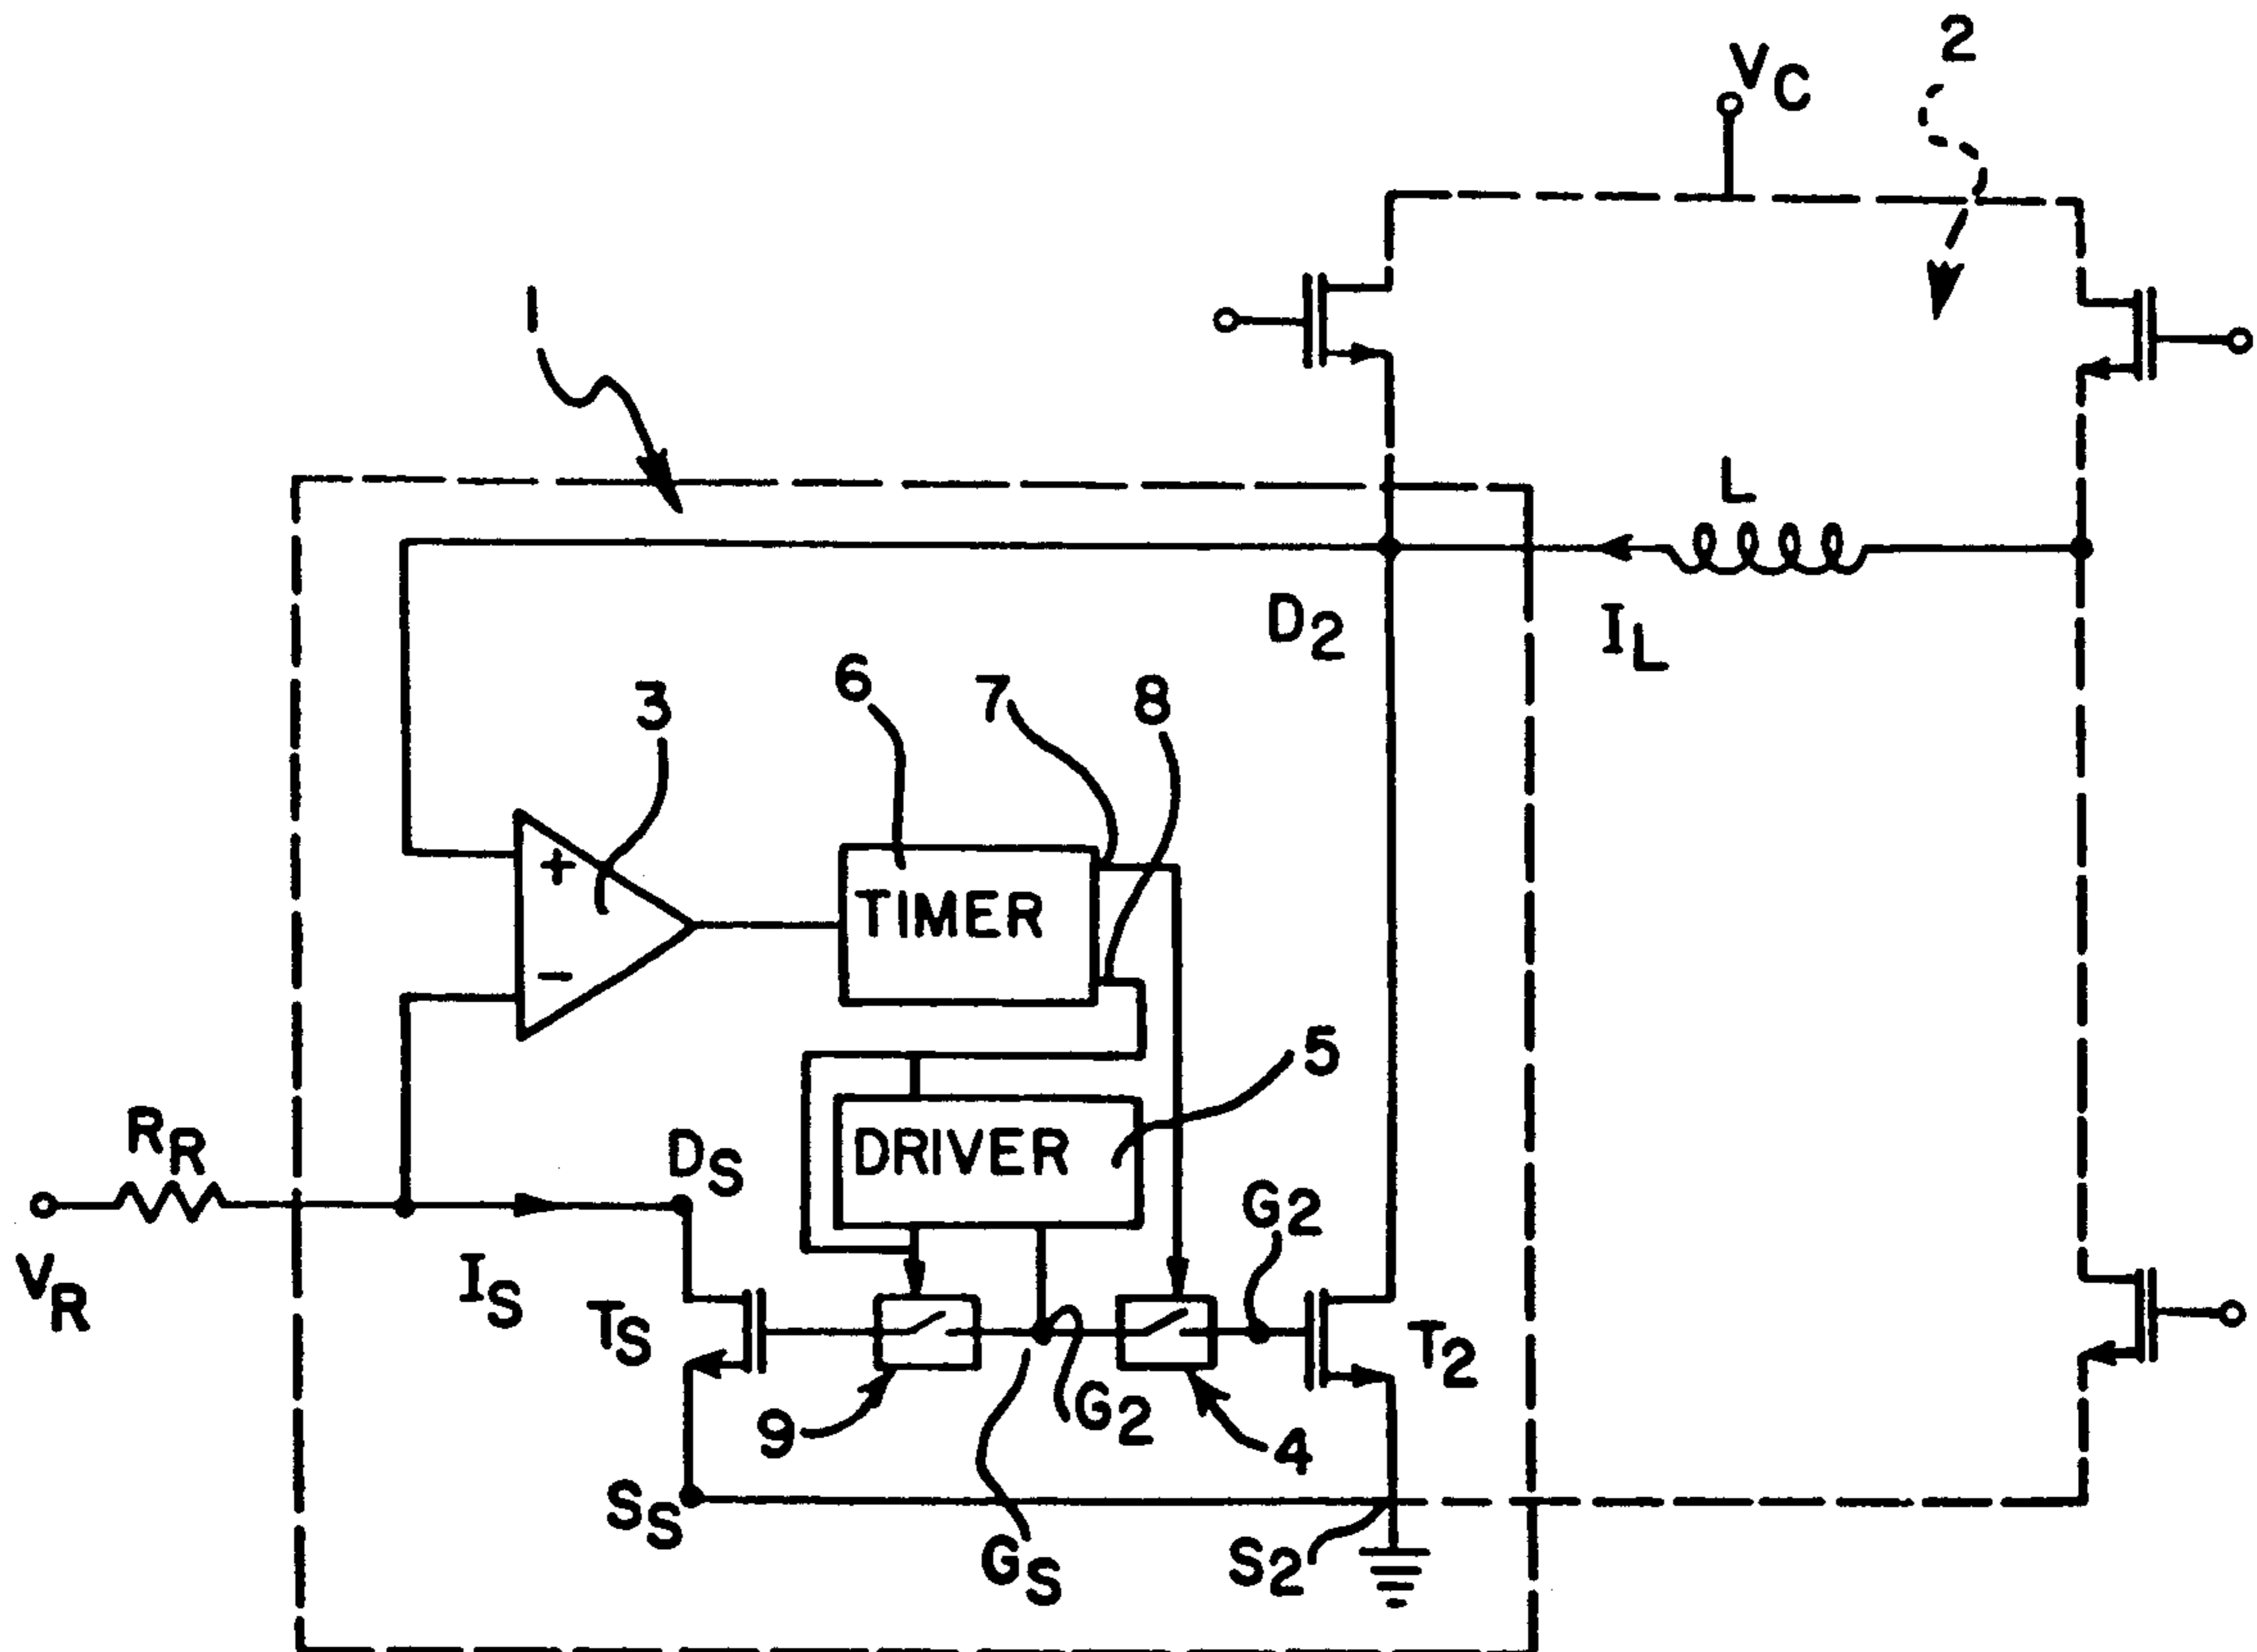 2
VC
1
L
D2
IL
3
6
7
8
+
TIMER
-
5
RR
DS
DRIVER
G2
VR
IS
TS
T2
9
G2
4
SS
GS
S2